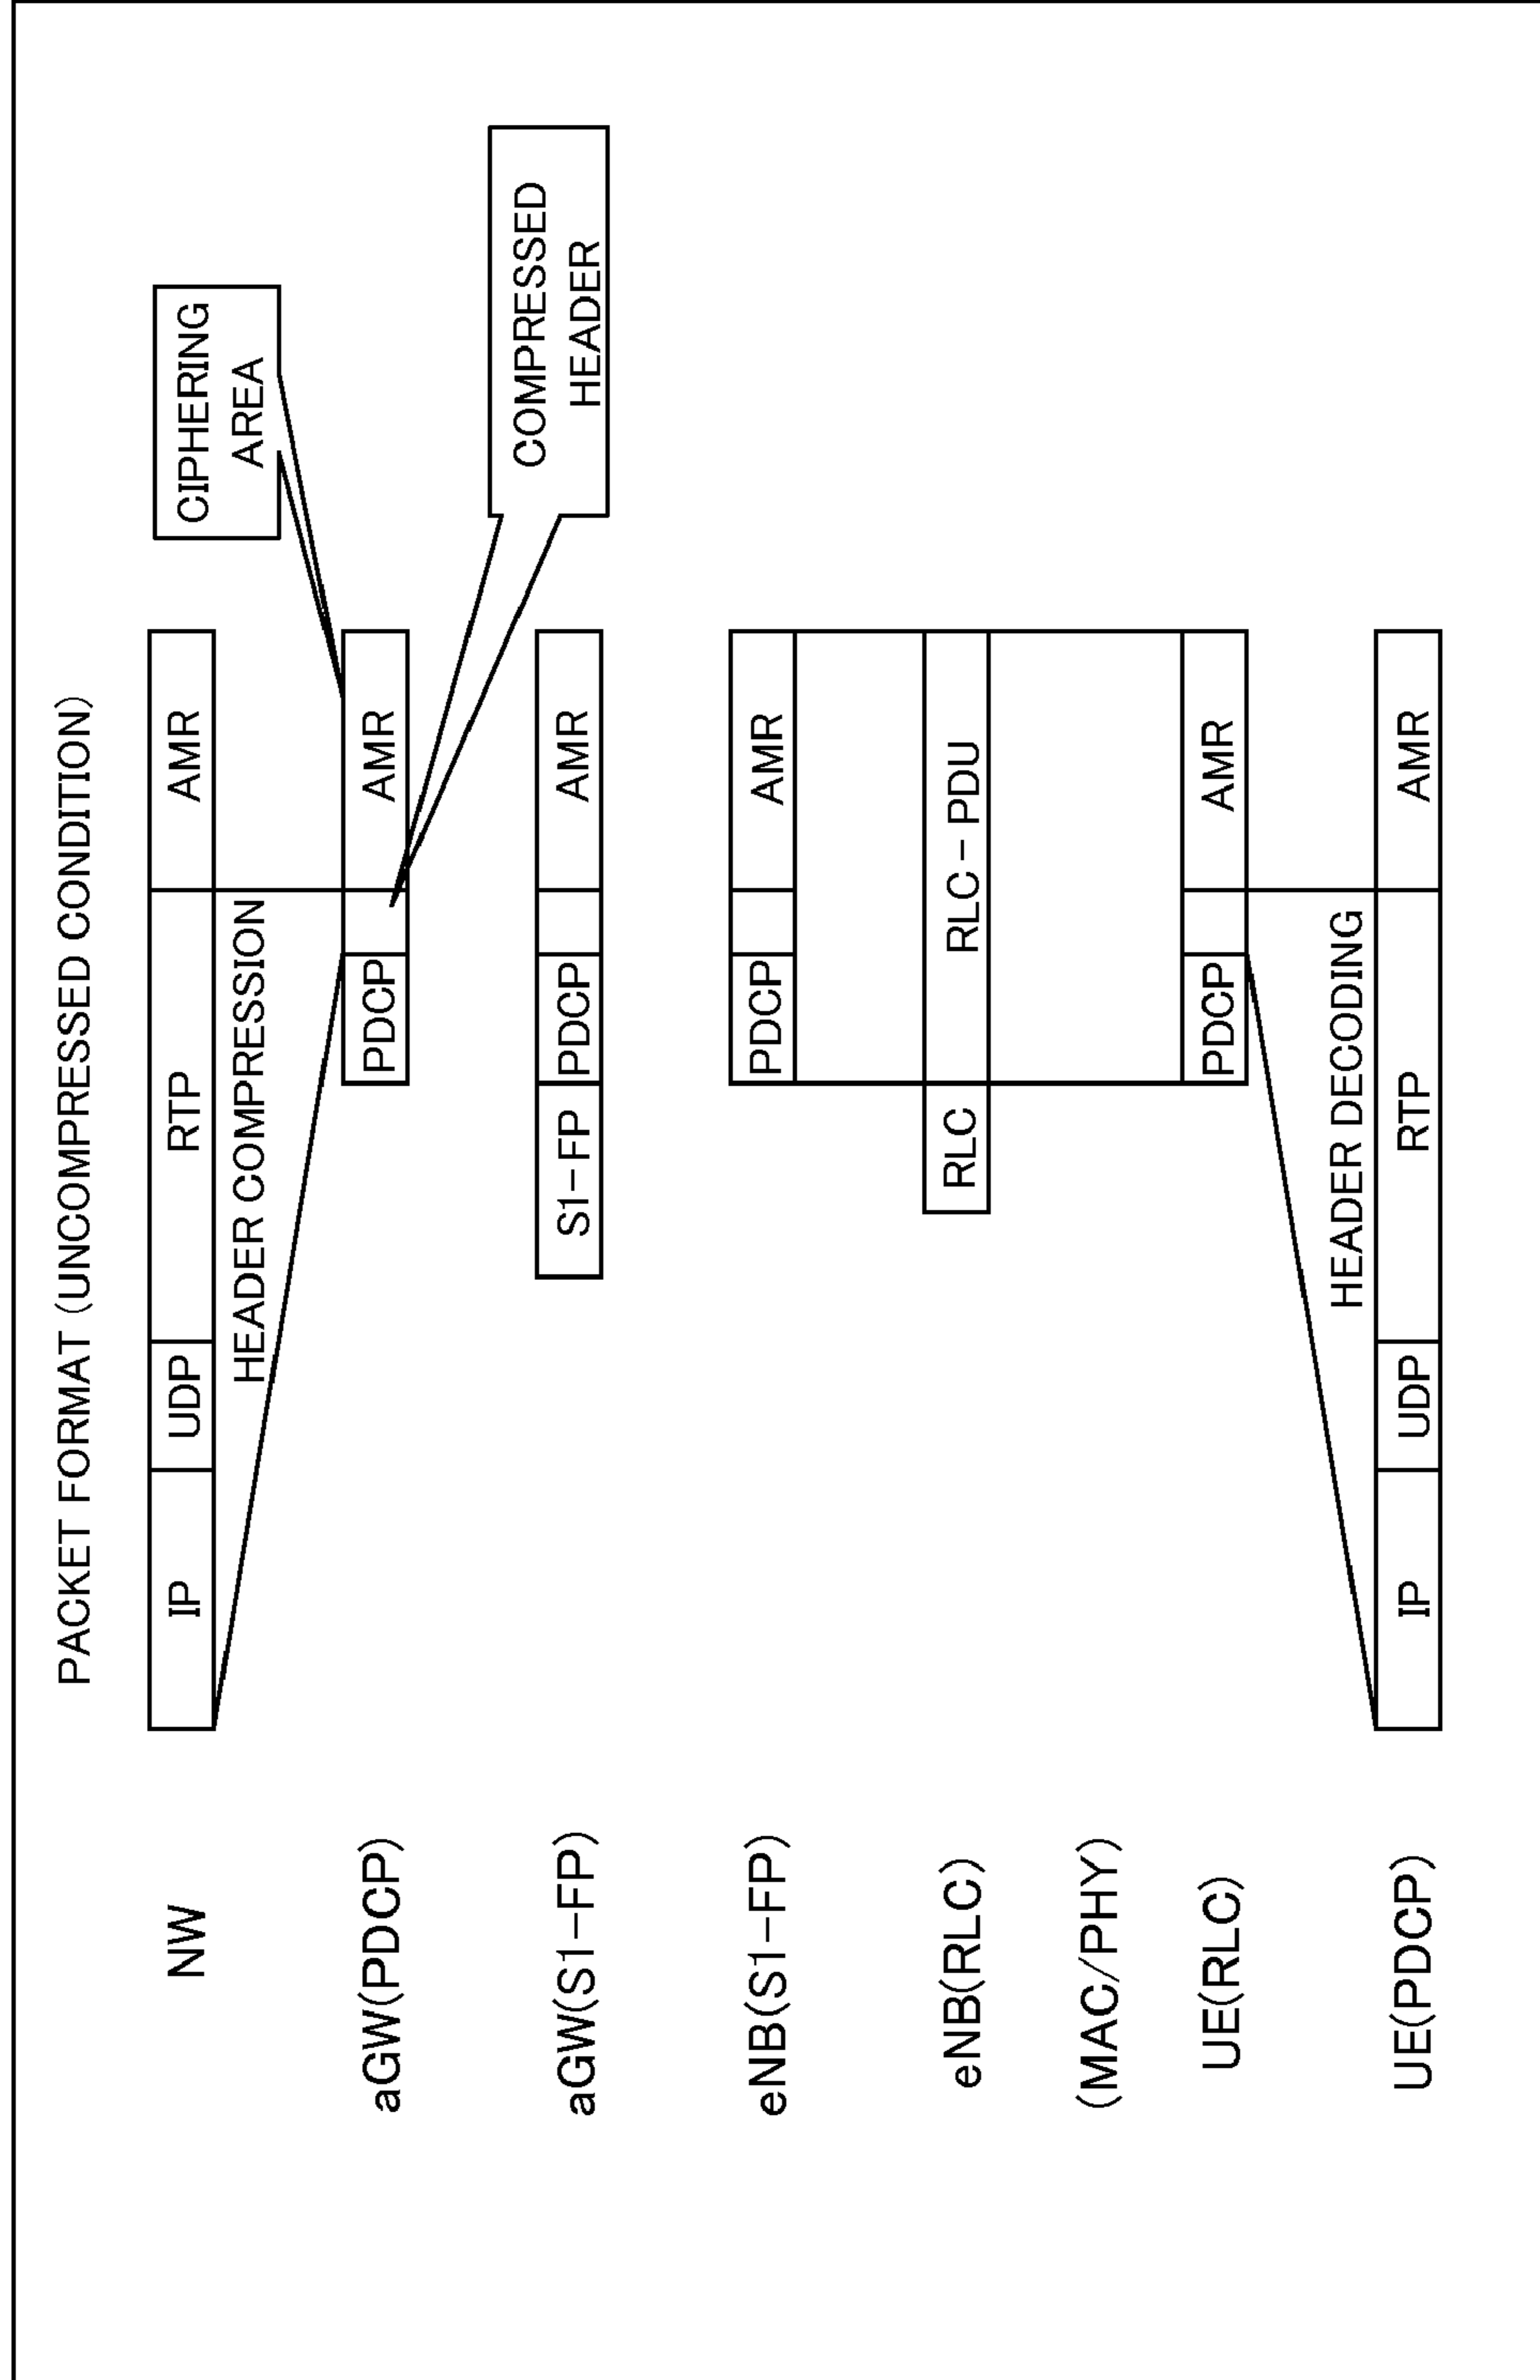 PACKET FORMAT (UNCOMPRESSED CONDITION)
NW
IP
UDP
RTP
AMR
HEADER COMPRESSION
CIPHERING
AREA
aGW(PDCP)
PDCP
AMR
COMPRESSED
HEADER
aGW(S1-FP)
S1-FP
PDCP
AMR
eNB(S1-FP)
PDCP
AMR
eNB(RLC)
RLC
RLC-PDU
(MAC/PHY)
UE(RLC)
PDCP
AMR
HEADER DECODING
UE(PDCP)
IP
UDP
RTP
AMR